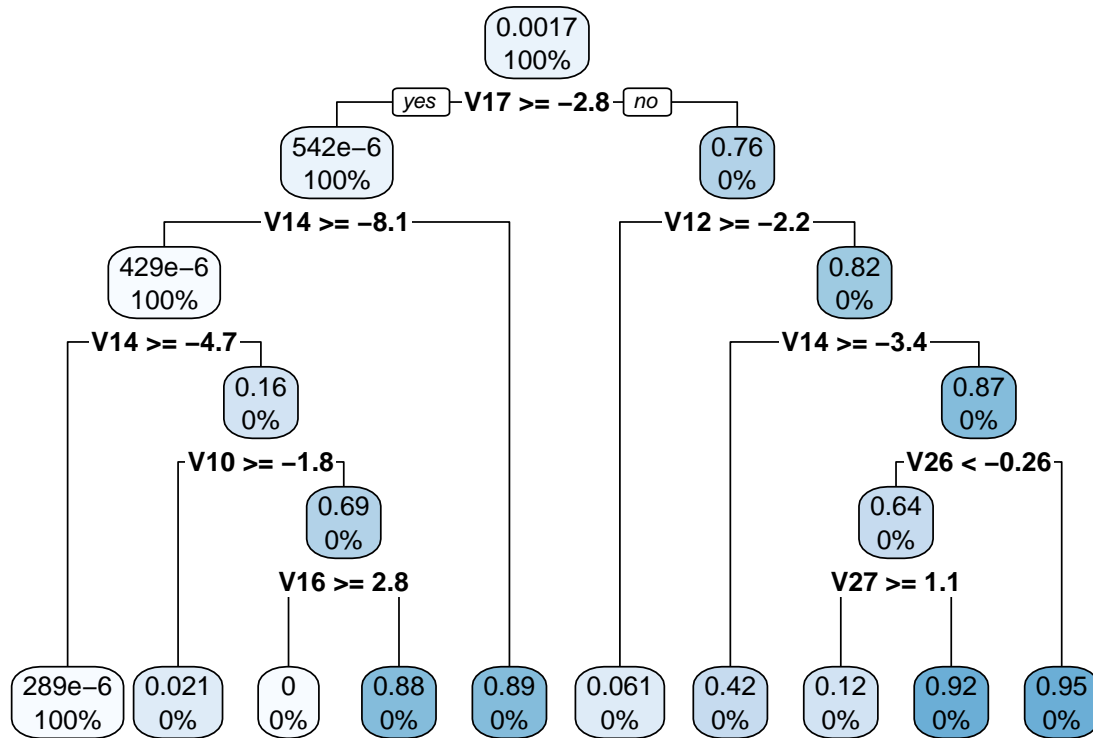 0.0017
100%
yes V17 >= −2.8 no
542e−6
100%
0.76
0%
V14 >= −8.1
V12 >= −2.2
429e−6
100%
0.82
0%
V14 >= −4.7
V14 >= −3.4
0.16
0%
0.87
0%
V10 >= −1.8
V26 < −0.26
0.69
0%
0.64
0%
V16 >= 2.8
V27 >= 1.1
289e−6
100%
0.021
0%
0
0%
0.88
0%
0.89
0%
0.061
0%
0.42
0%
0.12
0%
0.92
0%
0.95
0%